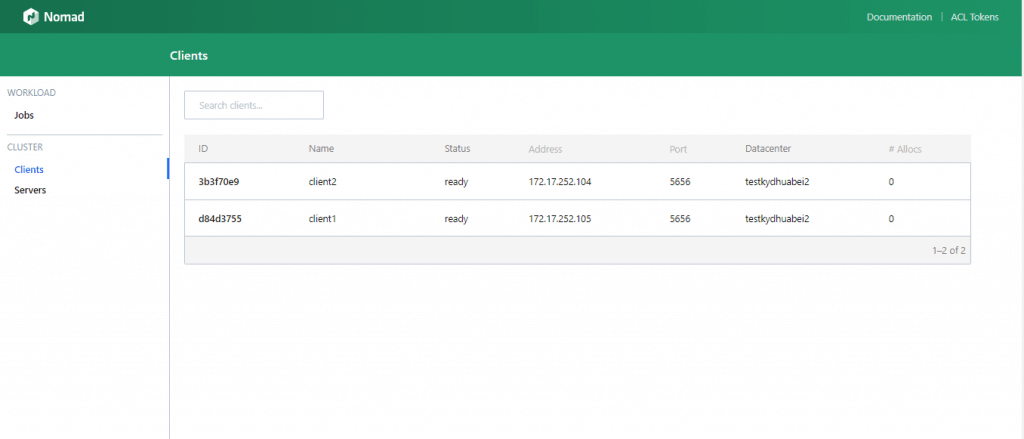 Nomad
Documentation | ACL Tokens
Clients
WORKLOAD
Jobs
CLUSTER
Clients
Servers
Search clients...
ID Name Status Address Port Datacenter # Allocs
3b3f70e9 client2 ready 172.17.252.104 5656 testkydhuabei2 0
d84d3755 client1 ready 172.17.252.105 5656 testkydhuabei2 0
1–2 of 2